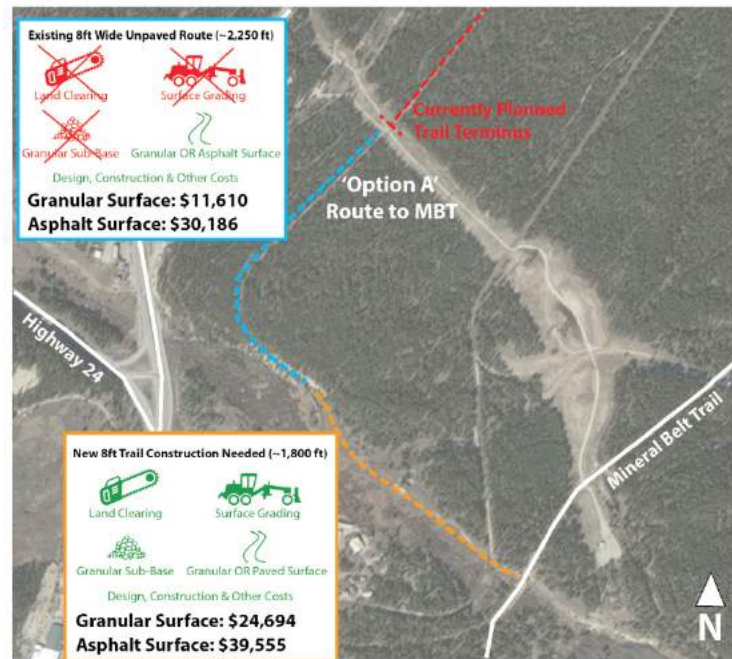 Existing 8ft Wide Unpaved Route (~2,250 ft)
Land Clearing
Surface Grading
Granular Sub-Base
Granular OR Asphalt Surface
Design, Construction & Other Costs
Granular Surface: $11,610
Asphalt Surface: $30,186
Currently Planned
Trail Terminus
'Option A'
Route to MBT
Highway 24
Mineral Belt Trail
New 8ft Trail Construction Needed (~1,800 ft)
Land Clearing
Surface Grading
Granular Sub-Base
Granular OR Paved Surface
Design, Construction & Other Costs
Granular Surface: $24,694
Asphalt Surface: $39,555
N